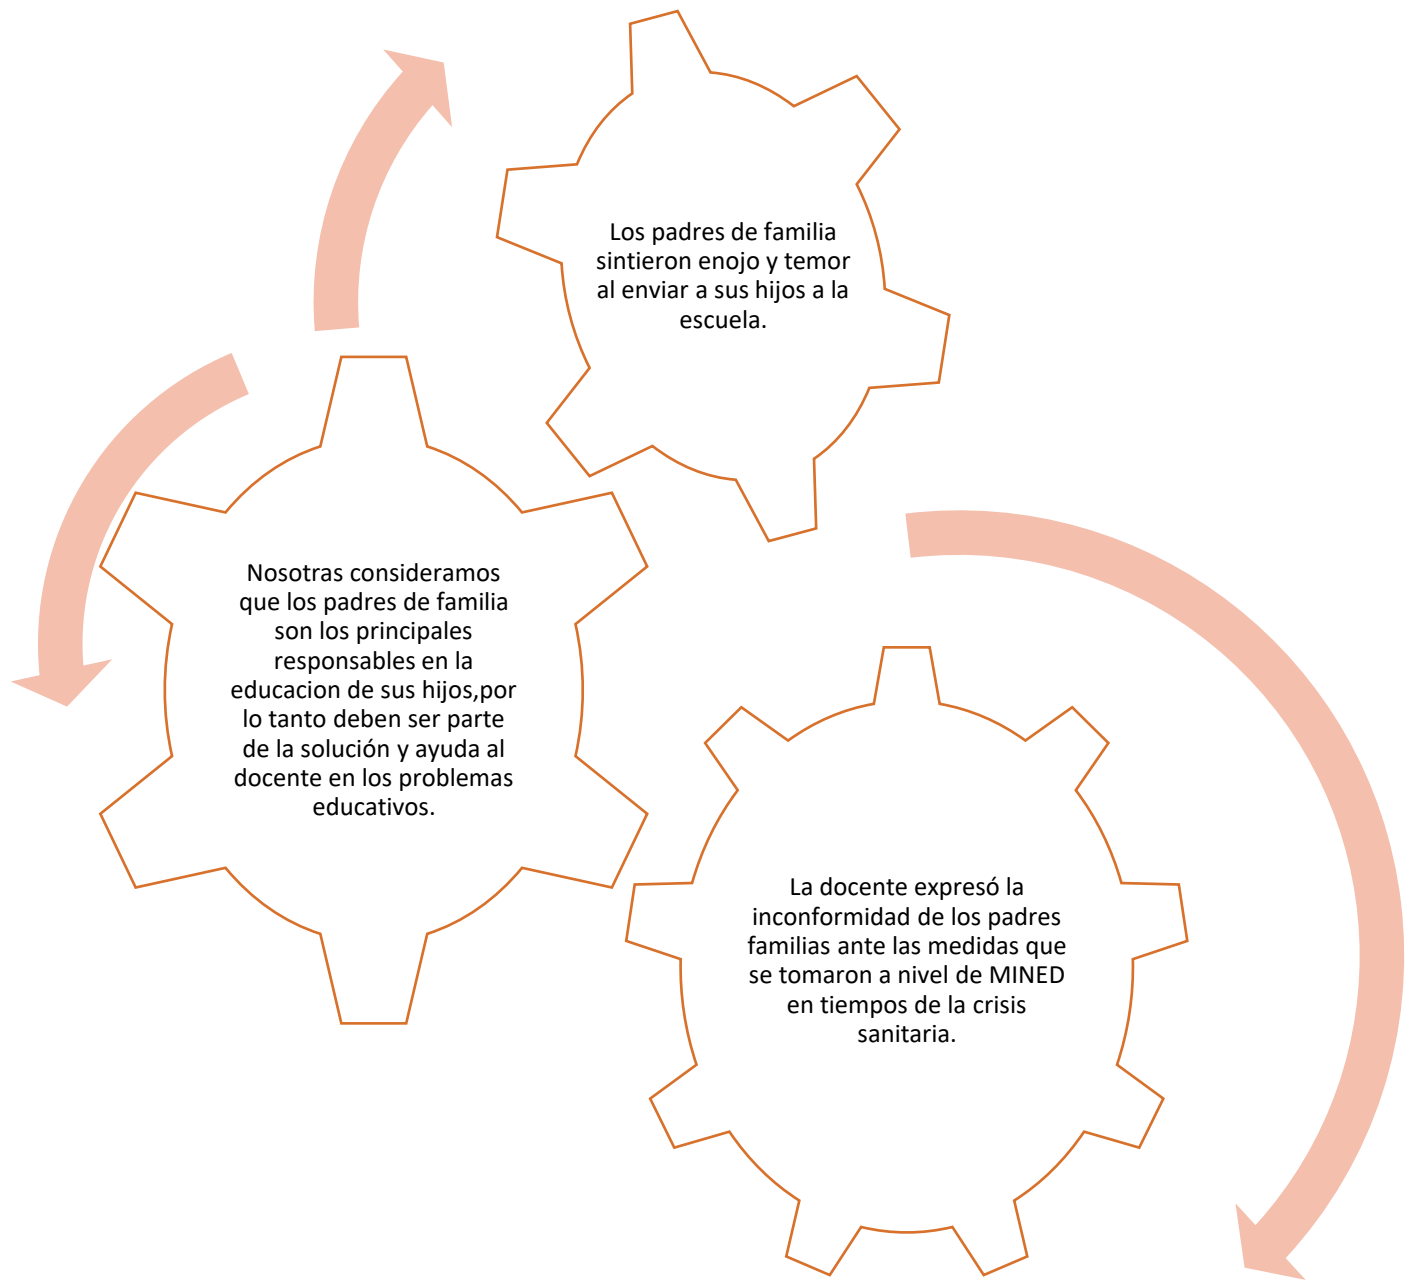 Los padres de familia
sintieron enojo y temor
al enviar a sus hijos a la
escuela.
Nosotras consideramos
que los padres de familia
son los principales
responsables en la
educacion de sus hijos,por
lo tanto deben ser parte
de la solución y ayuda al
docente en los problemas
educativos.
La docente expresó la
inconformidad de los padres
familias ante las medidas que
se tomaron a nivel de MINED
en tiempos de la crisis
sanitaria.